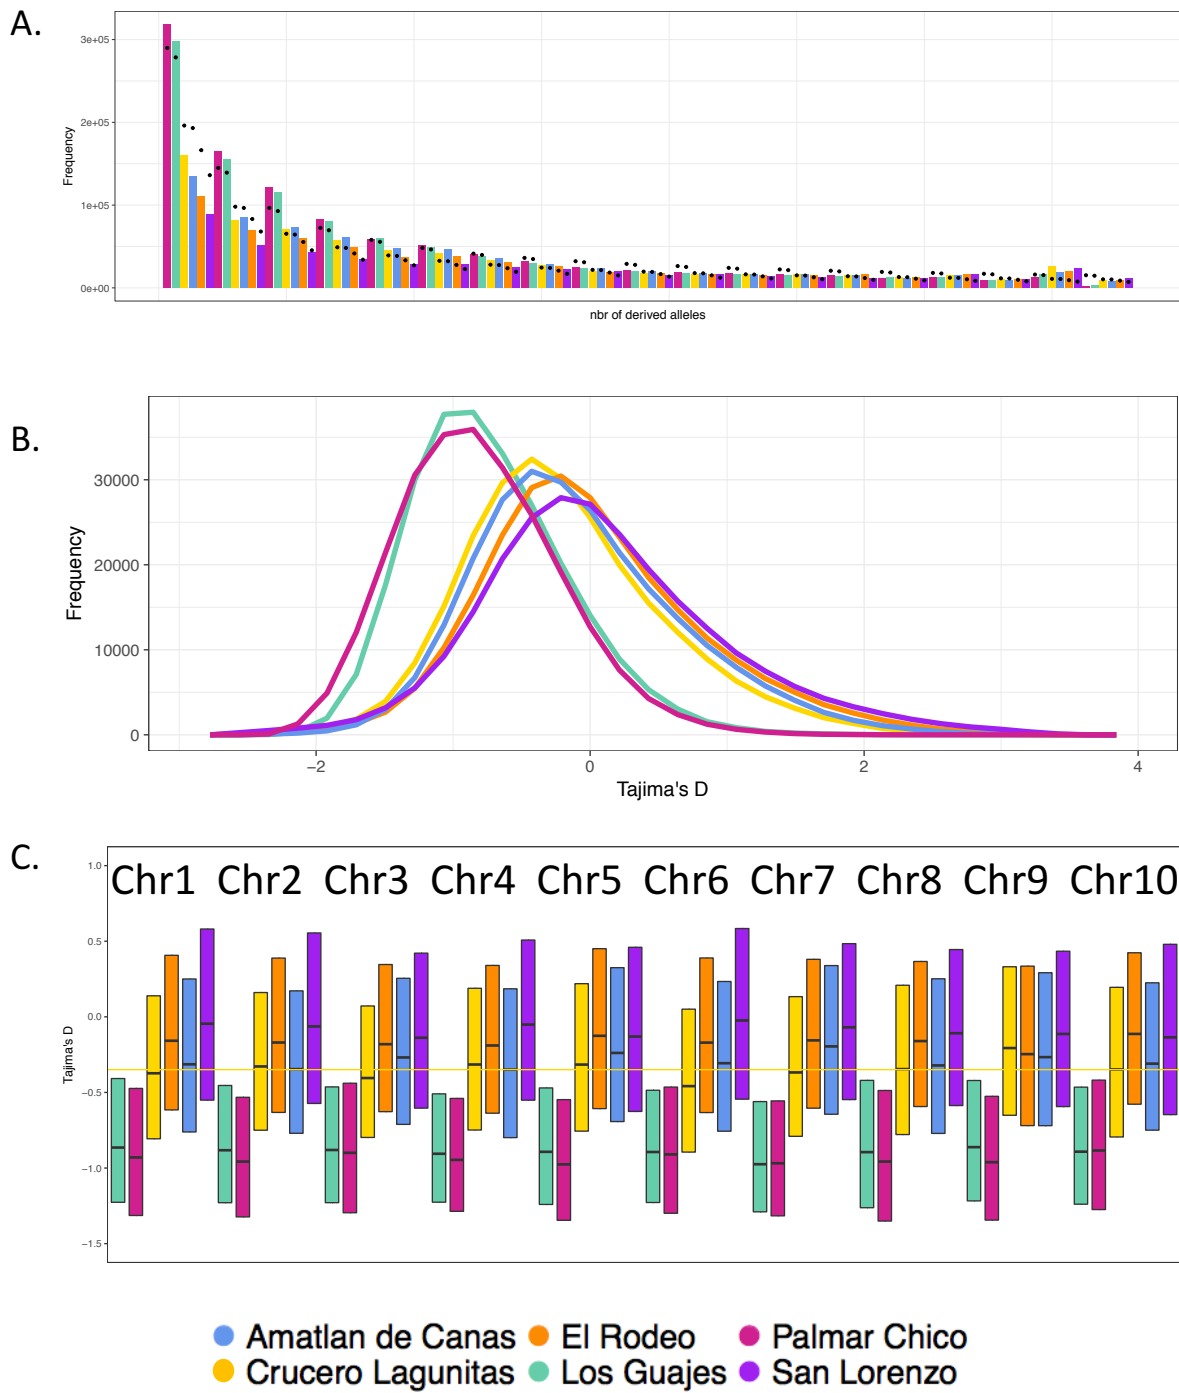 A.
3e+05
2e+05
1e+05
0e+00
Frequency
nbr of derived alleles
B.
30000
20000
10000
0
Frequency
-2 0 2 4
Tajima's D
C.
Chr1 Chr2 Chr3 Chr4 Chr5 Chr6 Chr7 Chr8 Chr9 Chr10
1.0
0.5
0.0
-0.5
-1.0
-1.5
Tajima's D
Amatlan de Canas El Rodeo Palmar Chico
Crucero Lagunitas Los Guajes San Lorenzo